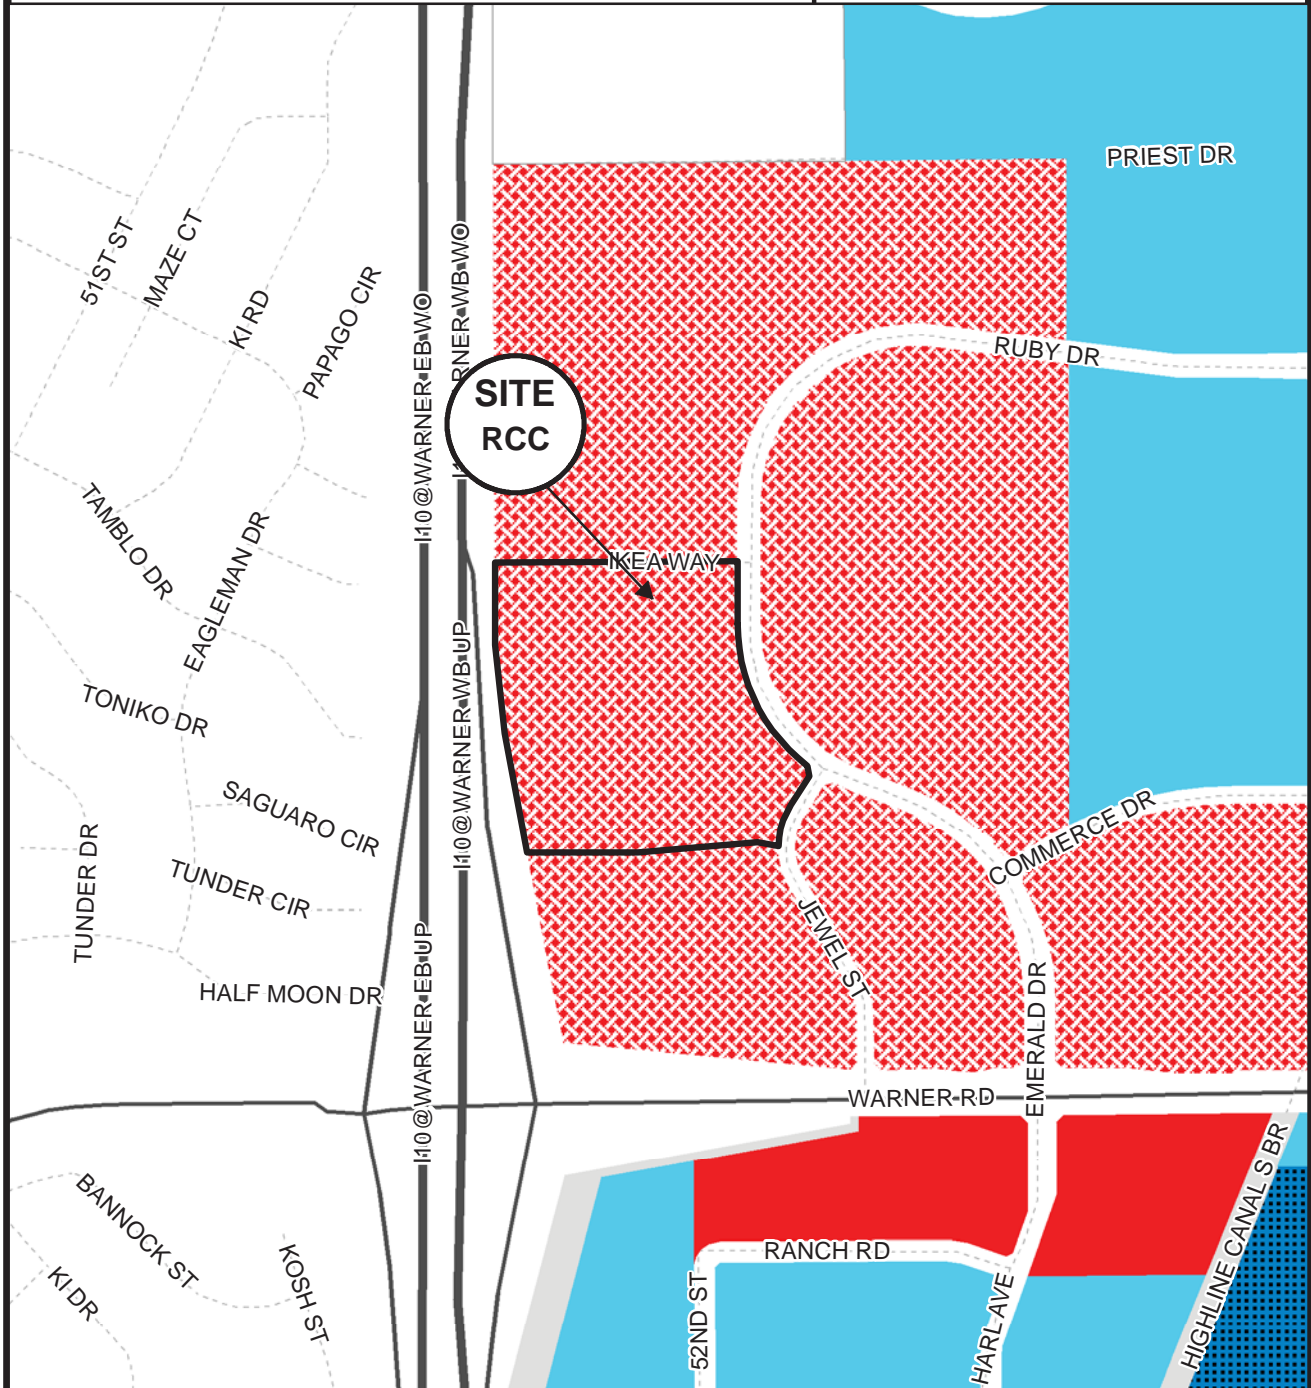 PRIEST DR
51ST ST
MAZE CT
KI RD
PAPAGO CIR
I10@WARNER-EB-WO
RNER-WB-WO
RUBY DR
SITE
RCC
TAMBLO DR
EAGLEMAN DR
IKEA WAY
TONIKO DR
I10@WARNER-WB-UP
SAGUARO CIR
TUNDER DR
TUNDER CIR
COMMERCE DR
JEWEL ST
HALF MOON DR
I10@WARNER-EB-UP
EMERALD DR
WARNER RD
BANNOCK ST
KI DR
KOSH ST
RANCH RD
52ND ST
HARL AVE
HIGHLINE CANAL S BR